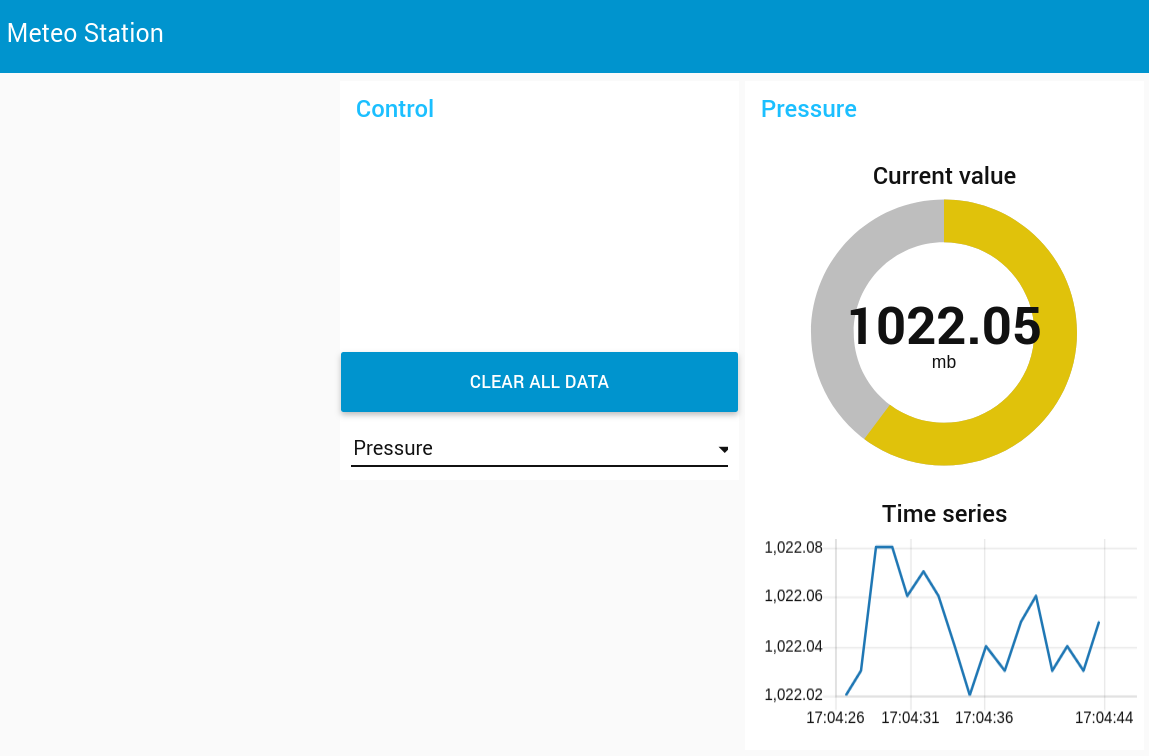 Meteo Station
Control
CLEAR ALL DATA
Pressure
Pressure
Current value
1022.05
mb
Time series
1,022.08
1,022.06
1,022.04
1,022.02
17:04:26 17:04:31 17:04:36 17:04:44